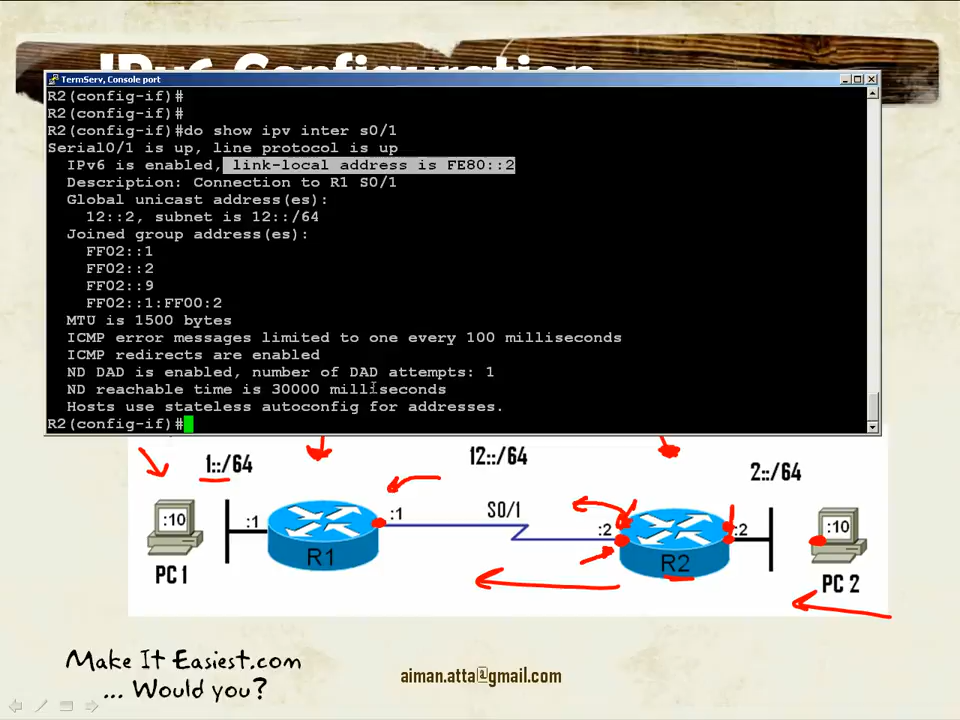 IPv6 Configuration
TermServ, Console port
R2(config-if)#
R2(config-if)#
R2(config-if)#do show ipv inter s0/1
Serial0/1 is up, line protocol is up
IPv6 is enabled, link-local address is FE80::2
Description: Connection to R1 S0/1
Global unicast address(es):
12::2, subnet is 12::/64
Joined group address(es):
FF02::1
FF02::2
FF02::9
FF02::1:FF00:2
MTU is 1500 bytes
ICMP error messages limited to one every 100 milliseconds
ICMP redirects are enabled
ND DAD is enabled, number of DAD attempts: 1
ND reachable time is 30000 milliseconds
Hosts use stateless autoconfig for addresses.
R2(config-if)#
1::/64 12::/64 2::/64
:10 :1 :1 S0/1 :2 :2 :10
R1 R2
PC 1 PC 2
Make It Easiest.com
... Would you?
aiman.atta@gmail.com